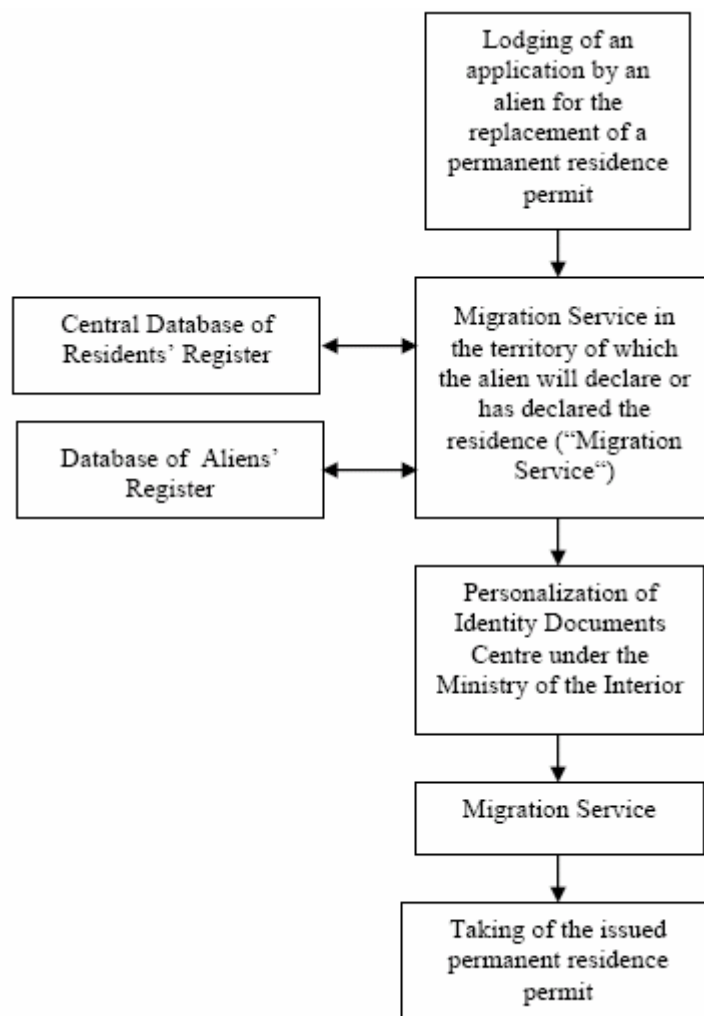 Lodging of an
application by an
alien for the
replacement of a
permanent residence
permit
Central Database of
Residents’ Register
Database of Aliens’
Register
Migration Service in
the territory of which
the alien will declare or
has declared the
residence (“Migration
Service“)
Personalization of
Identity Documents
Centre under the
Ministry of the Interior
Migration Service
Taking of the issued
permanent residence
permit